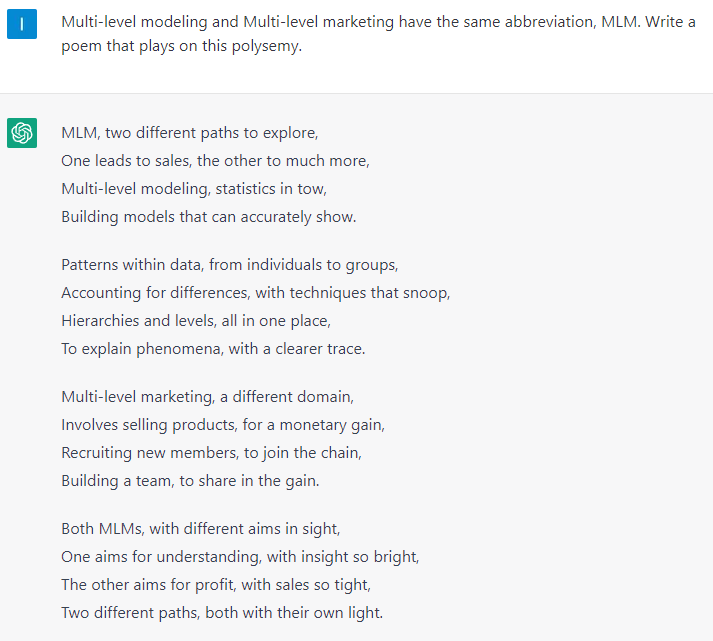 I
Multi-level modeling and Multi-level marketing have the same abbreviation, MLM. Write a
poem that plays on this polysemy.
MLM, two different paths to explore,
One leads to sales, the other to much more,
Multi-level modeling, statistics in tow,
Building models that can accurately show.
Patterns within data, from individuals to groups,
Accounting for differences, with techniques that snoop,
Hierarchies and levels, all in one place,
To explain phenomena, with a clearer trace.
Multi-level marketing, a different domain,
Involves selling products, for a monetary gain,
Recruiting new members, to join the chain,
Building a team, to share in the gain.
Both MLMs, with different aims in sight,
One aims for understanding, with insight so bright,
The other aims for profit, with sales so tight,
Two different paths, both with their own light.